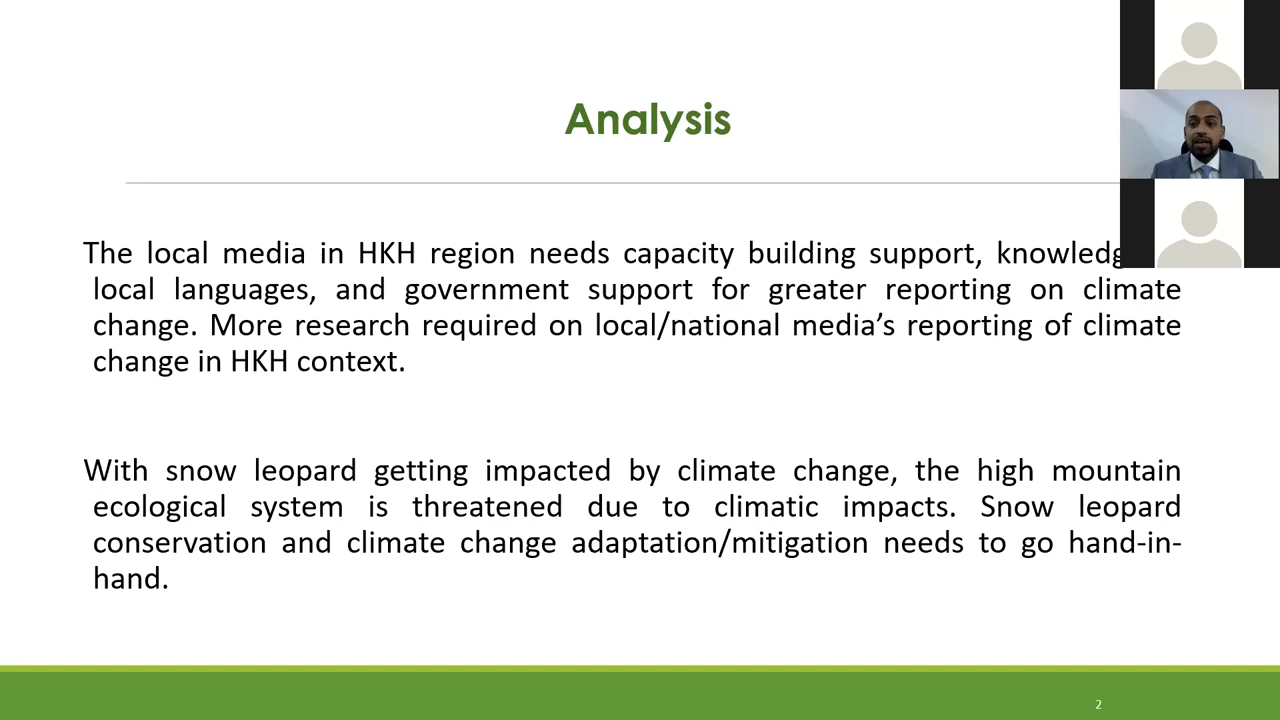 Analysis
The local media in HKH region needs capacity building support,
local languages, and government support for greater reporting on climate
change. More research required on local/national media’s reporting of climate
change in HKH context.
With snow leopard getting impacted by climate change, the high mountain
ecological system is threatened due to climatic impacts. Snow leopard
conservation and climate change adaptation/mitigation needs to go hand-in-
hand.
2